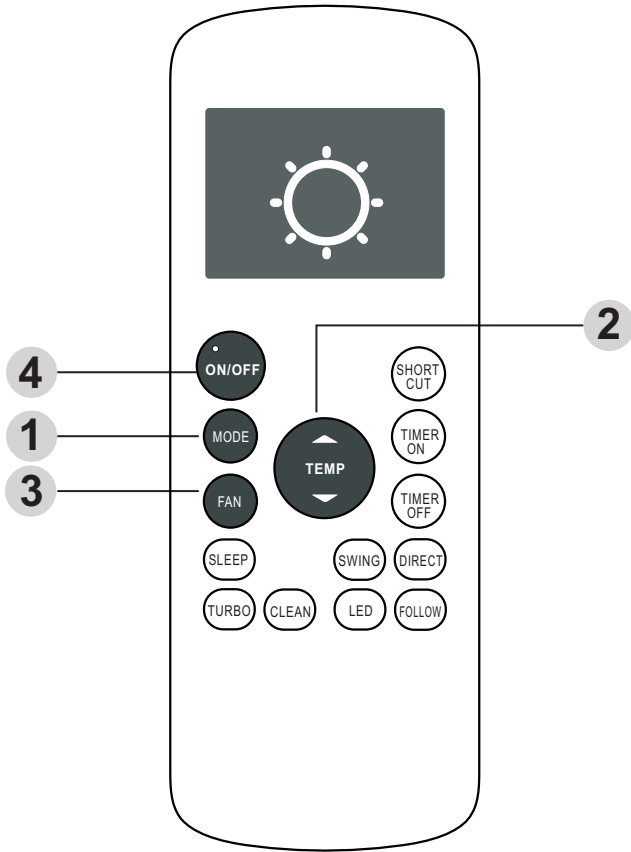 2
4
ON/OFF
SHORT
CUT
1
MODE
TEMP
TIMER
ON
3
FAN
TIMER
OFF
SLEEP
SWING
DIRECT
TURBO
CLEAN
LED
FOLLOW